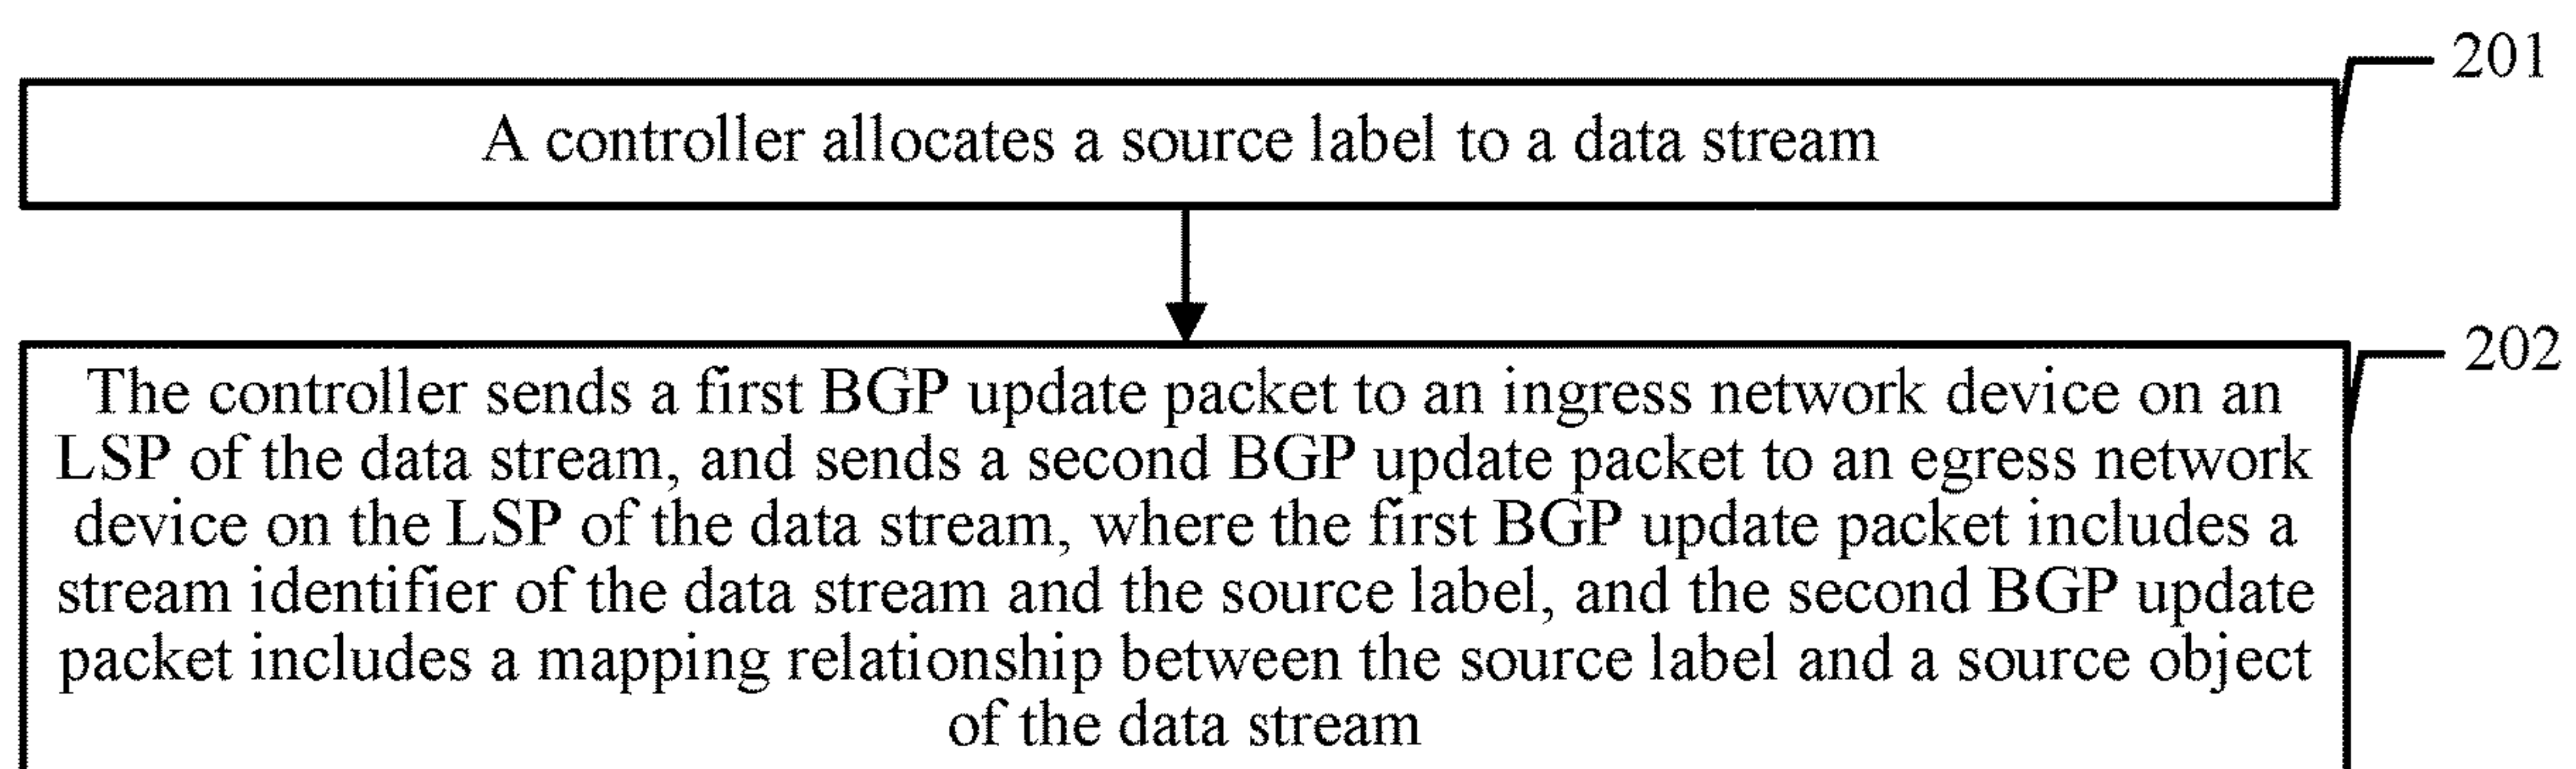 201
A controller allocates a source label to a data stream
202
The controller sends a first BGP update packet to an ingress network device on an
LSP of the data stream, and sends a second BGP update packet to an egress network
device on the LSP of the data stream, where the first BGP update packet includes a
stream identifier of the data stream and the source label, and the second BGP update
packet includes a mapping relationship between the source label and a source object
of the data stream